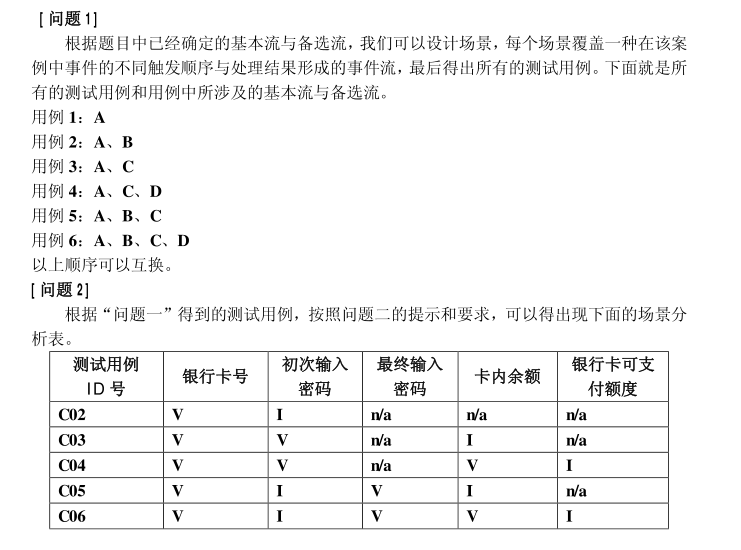 [问题1]
根据题目中已经确定的基本流与备选流，我们可以设计场景，每个场景覆盖一种在该案
例中事件的不同触发顺序与处理结果形成的事件流，最后得出所有的测试用例。下面就是所
有的测试用例和用例中所涉及的基本流与备选流。
用例 1：A
用例 2：A、B
用例 3：A、C
用例 4：A、C、D
用例 5：A、B、C
用例 6：A、B、C、D
以上顺序可以互换。
[问题2]
根据“问题一”得到的测试用例，按照问题二的提示和要求，可以得出现下面的场景分
析表。
测试用例 ID 号 银行卡号 初次输入密码 最终输入密码 卡内余额 银行卡可支付额度
C02 V I n/a n/a n/a
C03 V V n/a I n/a
C04 V V n/a V I
C05 V I V I n/a
C06 V I V V I